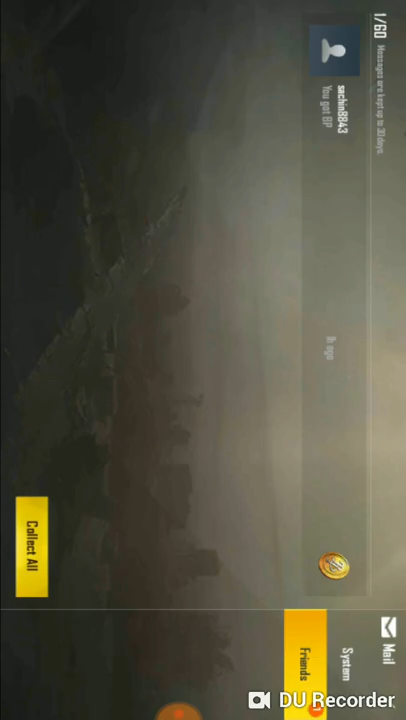 Mail
System
Friends
1/60 Messages are kept up to 30 days.
sachin8843
You got BP
1h ago
Collect All
DU Recorder